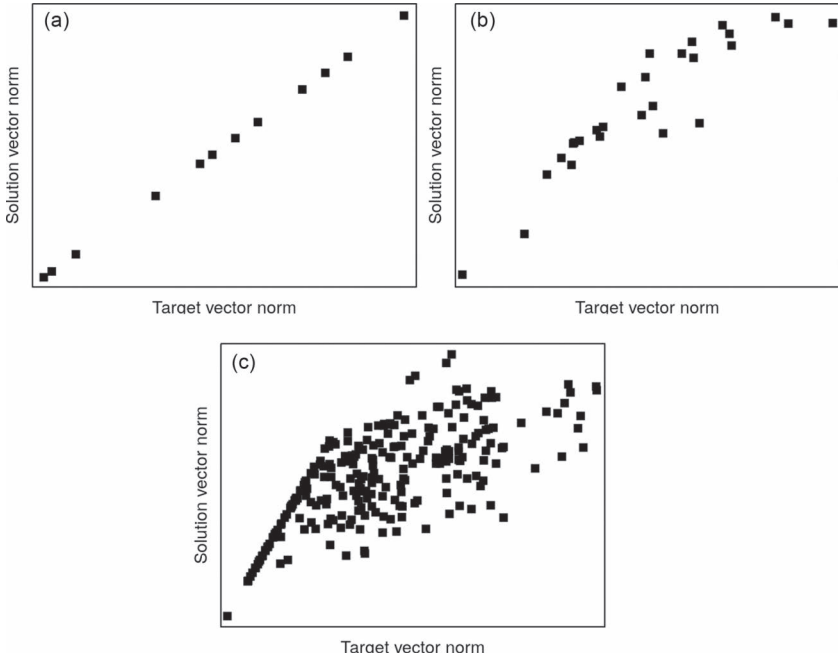 (a)
Solution vector norm
Target vector norm
(b)
Solution vector norm
Target vector norm
(c)
Solution vector norm
Target vector norm